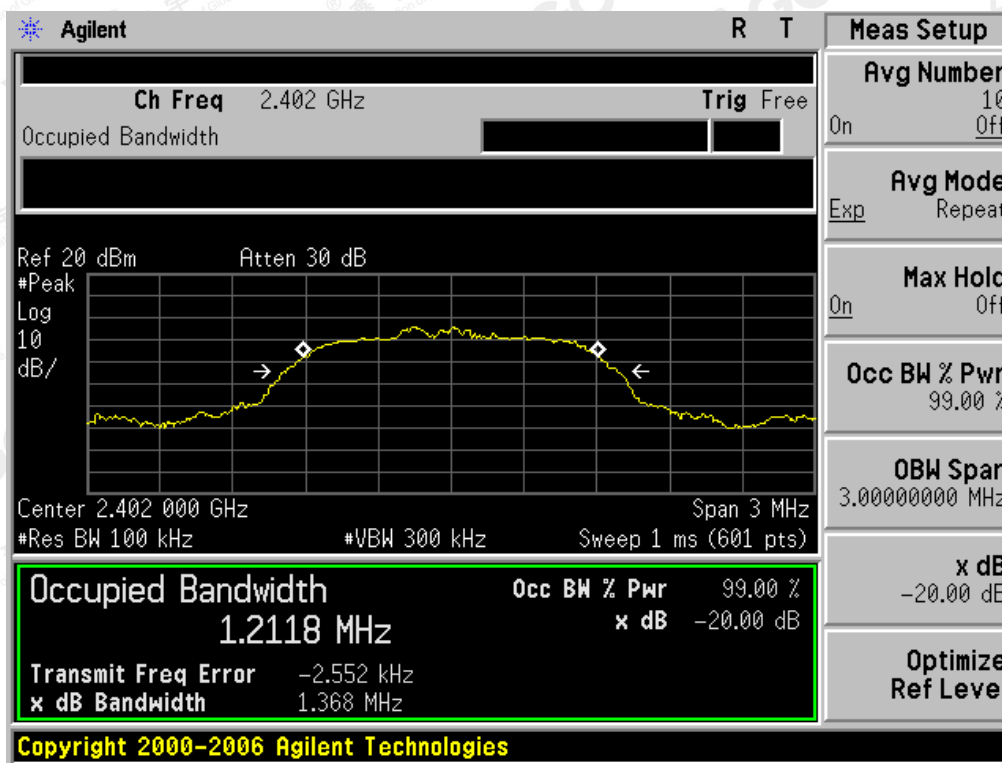 Agilent R T
Ch Freq 2.402 GHz Trig Free
Occupied Bandwidth
Ref 20 dBm Atten 30 dB
#Peak
Log
10
dB/
Center 2.402 000 GHz Span 3 MHz
#Res BW 100 kHz #VBW 300 kHz Sweep 1 ms (601 pts)
Occupied Bandwidth Occ BW % Pwr 99.00 %
1.2118 MHz x dB -20.00 dB
Transmit Freq Error -2.552 kHz
x dB Bandwidth 1.368 MHz
Copyright 2000-2006 Agilent Technologies
Meas Setup
Avg Number
10
On Off
Avg Mode
Exp Repeat
Max Hold
On Off
Occ BW % Pwr
99.00 %
OBW Span
3.00000000 MHz
x dB
-20.00 dB
Optimize
Ref Level